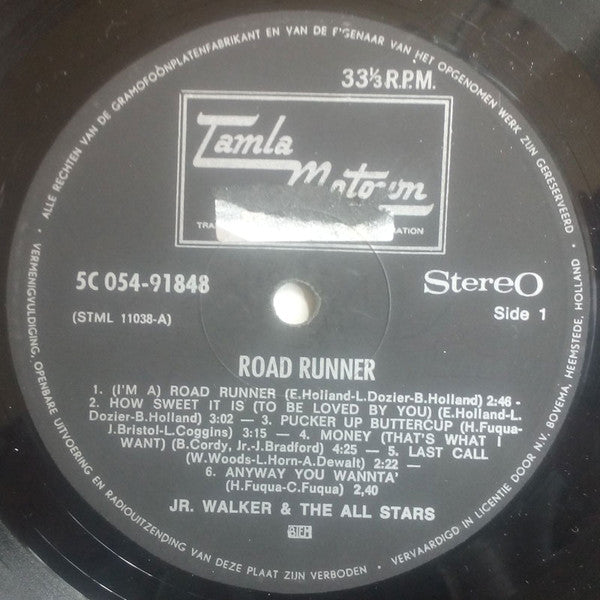 ALLE RECHTEN VAN DE GRAMOFOONPLATENFABRIKANT EN VAN DE EIGENAAR VAN HET OPGENOMEN WERK ZIJN GERESERVEERD •
33⅓ R.P.M.
Tamla
Motown
5C 054-91848
Stereo
(STML 11038-A)
Side 1
ROAD RUNNER
1. (I'M A) ROAD RUNNER (E.Holland-L.Dozier-B.Holland) 2:46 -
2. HOW SWEET IT IS (TO BE LOVED BY YOU) (E.Holland-L.
Dozier-B.Holland) 3:02 — 3. PUCKER UP BUTTERCUP (H.Fuqua-
J.Bristol-L.Coggins) 3:15 — 4. MONEY (THAT'S WHAT I
WANT) (B.Cordy, Jr.-J.Bradford) 4:25 — 5. LAST CALL
(W.Woods-L.Horn-A.Dewalt) 2:22 —
6. ANYWAY YOU WANNTA'
(H.Fuqua-C.Fuqua) 2,40
JR. WALKER & THE ALL STARS
BIEM
• VERMENIGVULDIGING, OPENBARE UITVOERING EN RADIOUITZENDING VAN DEZE PLAAT ZIJN VERBODEN •
VERVAARDIGD IN LICENTIE DOOR N.V. BOVEMA, HEEMSTEDE, HOLLAND